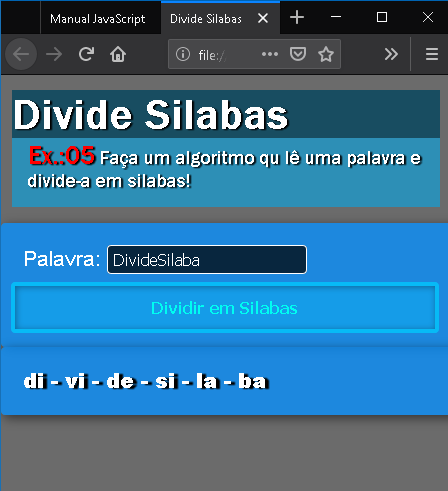 Manual JavaScript
Divide Silabas
file:/
Divide Silabas
Ex.:05 Faça um algoritmo qu lê uma palavra e
divide-a em silabas!
Palavra: DivideSilaba
Dividir em Silabas
di - vi - de - si - la - ba